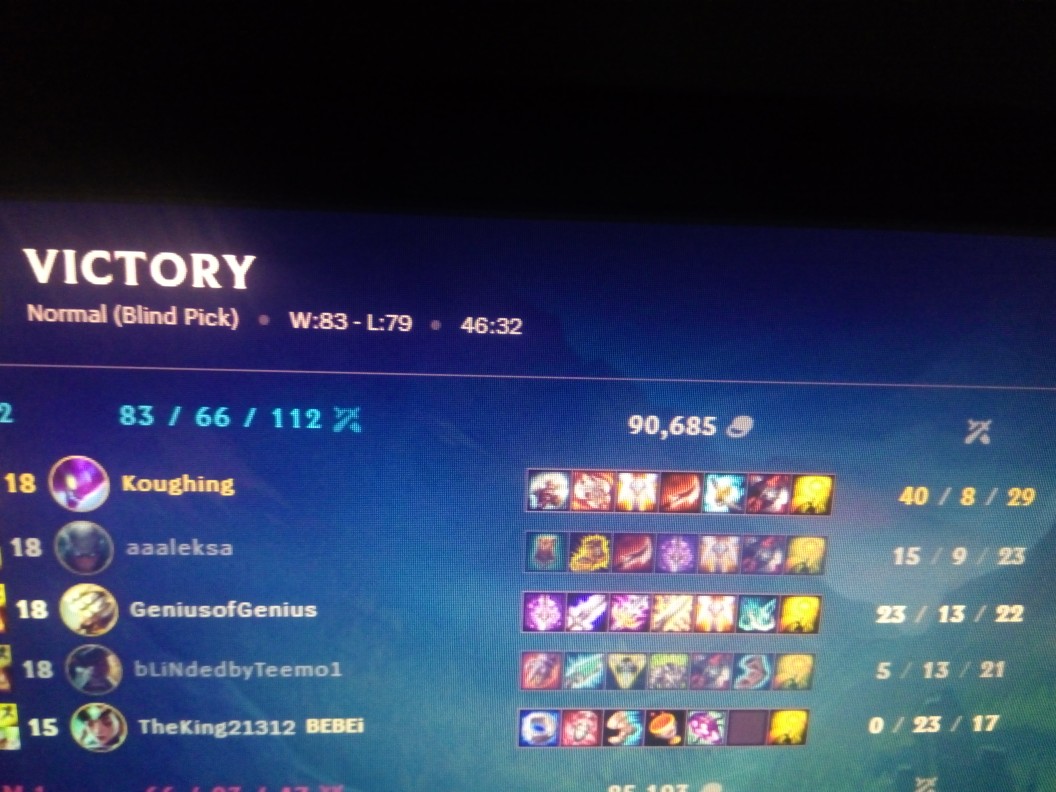 VICTORY
Normal (Blind Pick) • W:83 - L:79 • 46:32
2 83 / 66 / 112 90,685
18 Koughing 40 / 8 / 29
18 aaaleksa 15 / 9 / 23
18 GeniusofGenius 23 / 13 / 22
18 bLiNdedbyTeemo1 5 / 13 / 21
15 TheKing21312 BEBEi 0 / 23 / 17